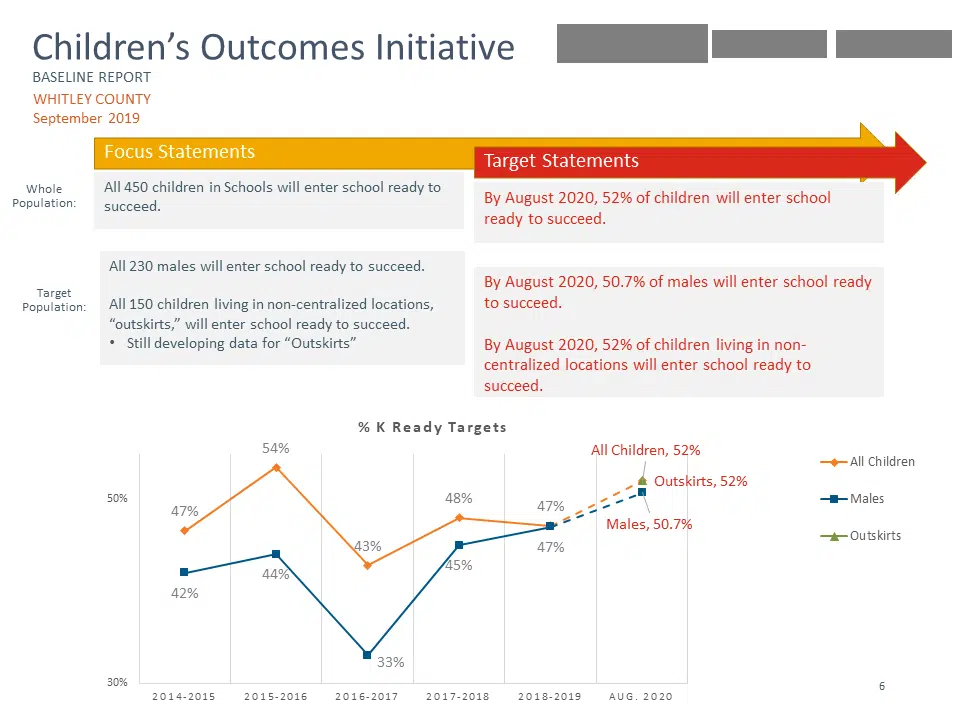 Children’s Outcomes Initiative
BASELINE REPORT
WHITLEY COUNTY
September 2019
Focus Statements
Target Statements
Whole
Population:
All 450 children in Schools will enter school ready to
succeed.
By August 2020, 52% of children will enter school
ready to succeed.
Target
Population:
All 230 males will enter school ready to succeed.
All 150 children living in non-centralized locations,
“outskirts,” will enter school ready to succeed.
• Still developing data for “Outskirts”
By August 2020, 50.7% of males will enter school ready
to succeed.
By August 2020, 52% of children living in non-
centralized locations will enter school ready to
succeed.
% K Ready Targets
50%
30%
47%
54%
43%
48%
47%
42%
44%
33%
45%
47%
All Children, 52%
Outskirts, 52%
Males, 50.7%
All Children
Males
Outskirts
2014-2015
2015-2016
2016-2017
2017-2018
2018-2019
AUG. 2020
6